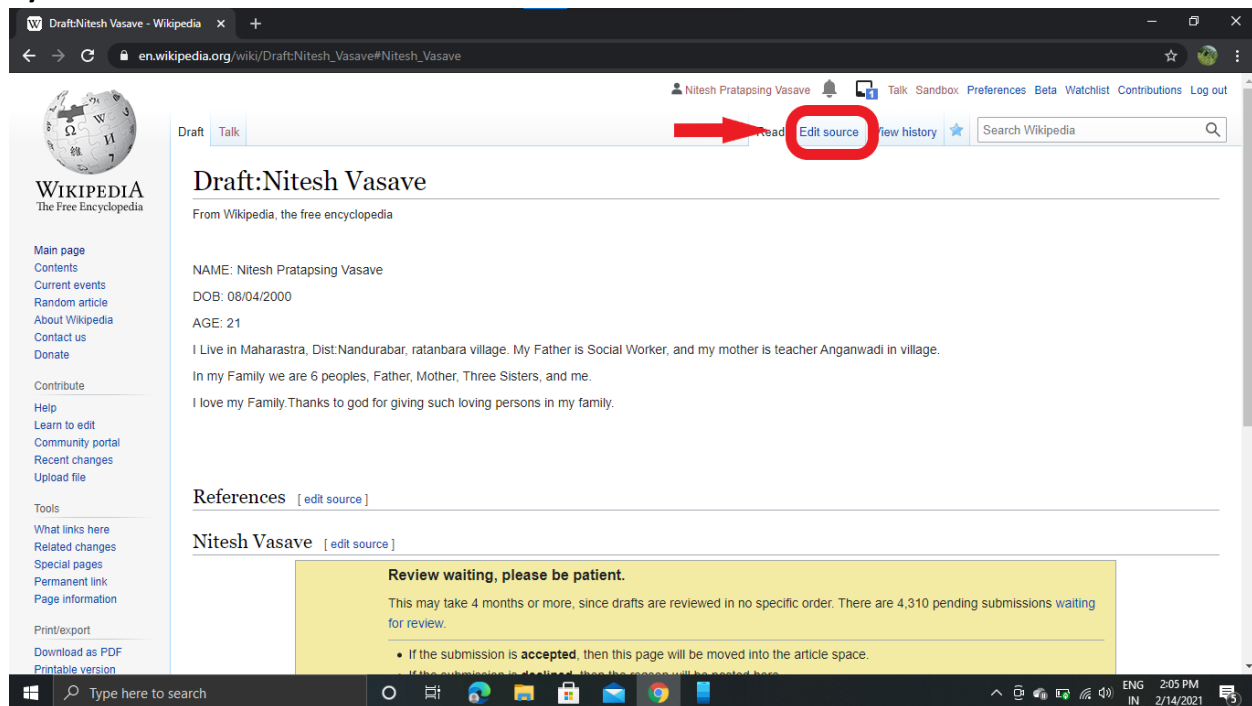 Draft:Nitesh Vasave - Wikipedia
en.wikipedia.org/wiki/Draft:Nitesh_Vasave#Nitesh_Vasave
Nitesh Pratapsing Vasave 1 Talk Sandbox Preferences Beta Watchlist Contributions Log out
Draft Talk Read Edit source View history Search Wikipedia
WIKIPEDIA
The Free Encyclopedia
Main page
Contents
Current events
Random article
About Wikipedia
Contact us
Donate
Contribute
Help
Learn to edit
Community portal
Recent changes
Upload file
Tools
What links here
Related changes
Special pages
Permanent link
Page information
Print/export
Download as PDF
Printable version
Draft:Nitesh Vasave
From Wikipedia, the free encyclopedia
NAME: Nitesh Pratapsing Vasave
DOB: 08/04/2000
AGE: 21
I Live in Maharastra, Dist:Nandurabar, ratanbara village. My Father is Social Worker, and my mother is teacher Anganwadi in village.
In my Family we are 6 peoples, Father, Mother, Three Sisters, and me.
I love my Family.Thanks to god for giving such loving persons in my family.
References [ edit source ]
Nitesh Vasave [ edit source ]
Review waiting, please be patient.
This may take 4 months or more, since drafts are reviewed in no specific order. There are 4,310 pending submissions waiting
for review.
• If the submission is accepted, then this page will be moved into the article space.
Type here to search
ENG 2:05 PM
IN 2/14/2021 5